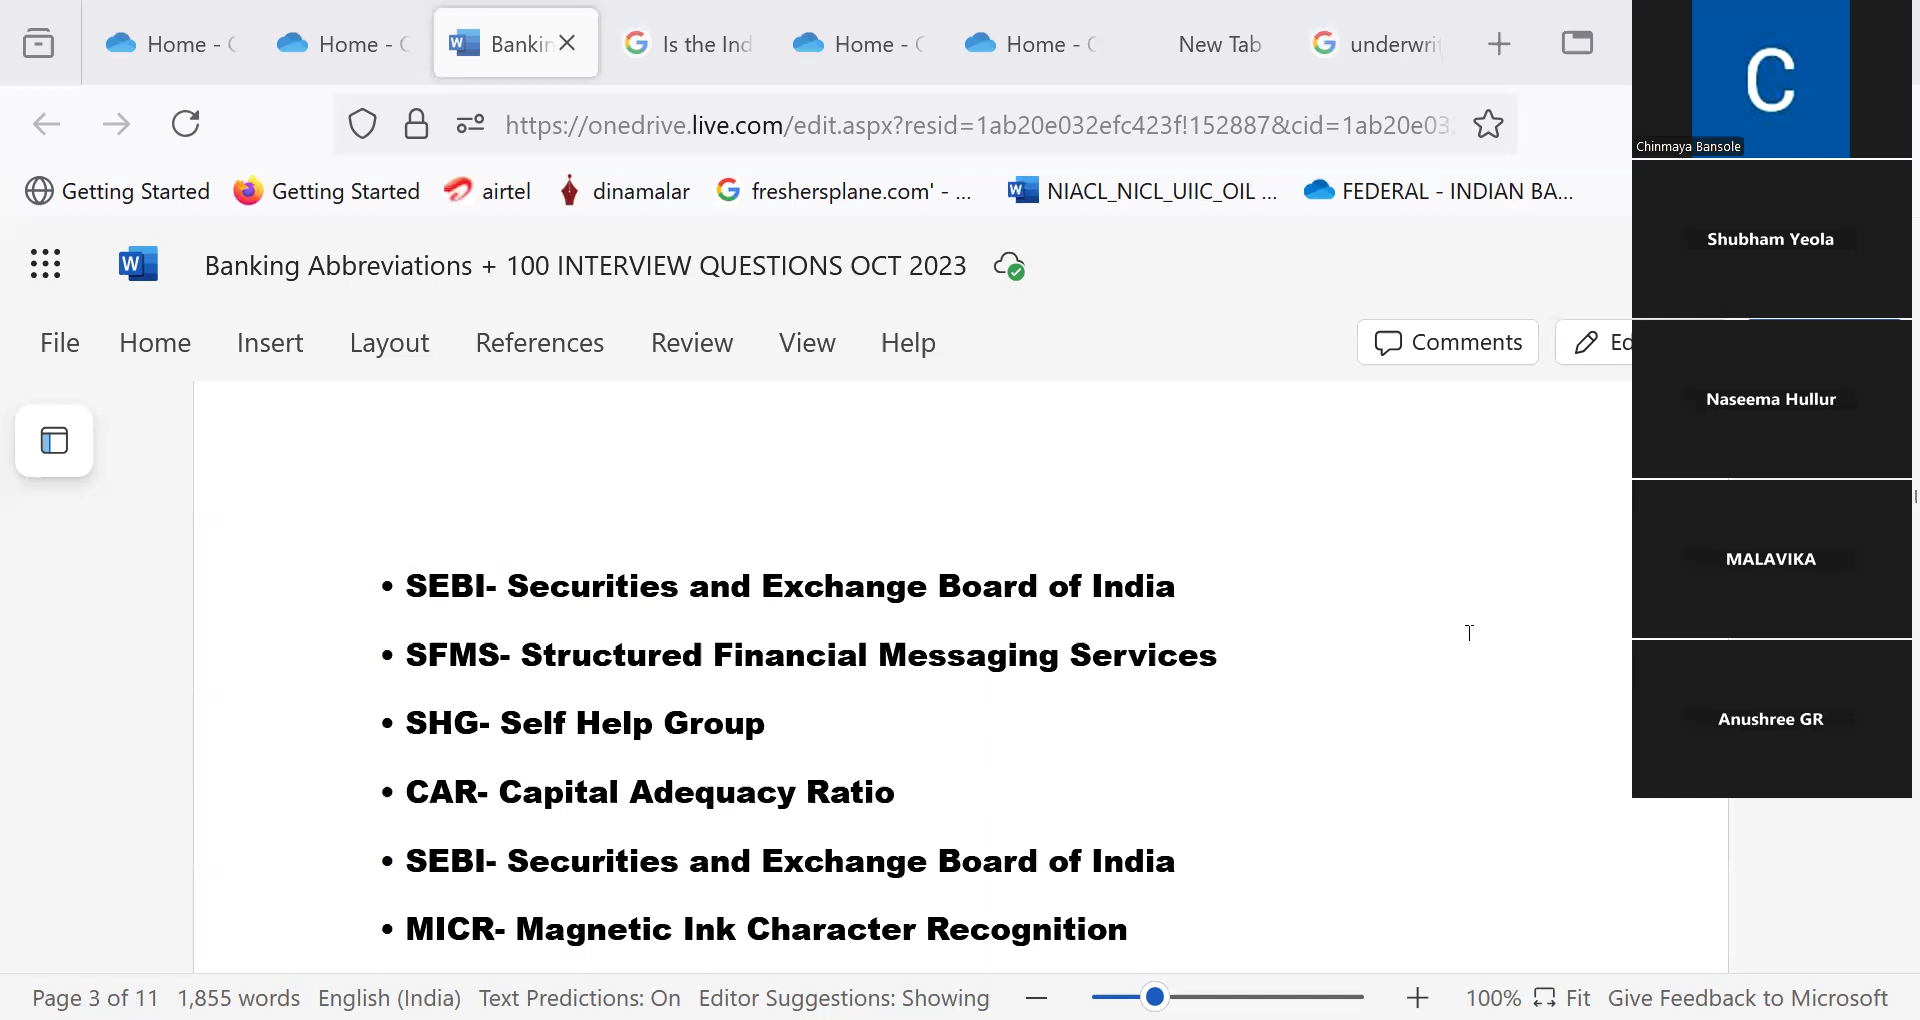 Home - C
Home - C
Bankin
Is the Ind
Home - C
Home - C
New Tab
underwri
https://onedrive.live.com/edit.aspx?resid=1ab20e032efc423f!152887&cid=1ab20e03
Getting Started
Getting Started
airtel
dinamalar
freshersplane.com' - ...
NIACL_NICL_UIIC_OIL ...
FEDERAL - INDIAN BA...
Banking Abbreviations + 100 INTERVIEW QUESTIONS OCT 2023
File Home Insert Layout References Review View Help
Comments
Ed
• SEBI- Securities and Exchange Board of India
• SFMS- Structured Financial Messaging Services
• SHG- Self Help Group
• CAR- Capital Adequacy Ratio
• SEBI- Securities and Exchange Board of India
• MICR- Magnetic Ink Character Recognition
Page 3 of 11 1,855 words English (India) Text Predictions: On Editor Suggestions: Showing
100% Fit Give Feedback to Microsoft
C
Chinmaya Bansole
Shubham Yeola
Naseema Hullur
MALAVIKA
Anushree GR